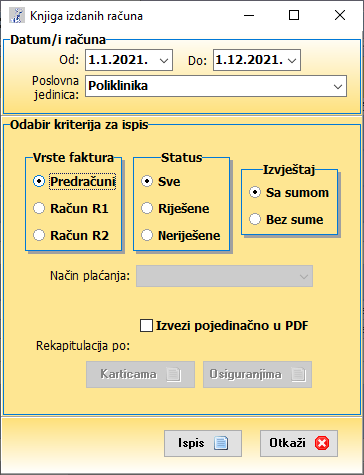 Knjiga izdanih računa
Datum/i računa
Od: 1.1.2021. Do: 1.12.2021.
Poslovna jedinica: Poliklinika
Odabir kriterija za ispis
Vrste faktura
Predračuni
Račun R1
Račun R2
Status
Sve
Riješene
Neriješene
Izvještaj
Sa sumom
Bez sume
Način plaćanja:
Izvezi pojedinačno u PDF
Rekapitulacija po:
Karticama
Osiguranjima
Ispis
Otkaži